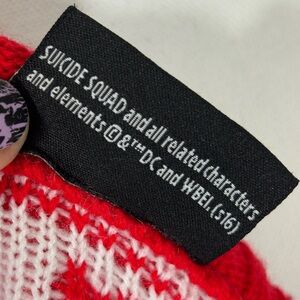 SUICIDE SQUAD and all related characters
and elements © &™ DC and WBEI. (s16)